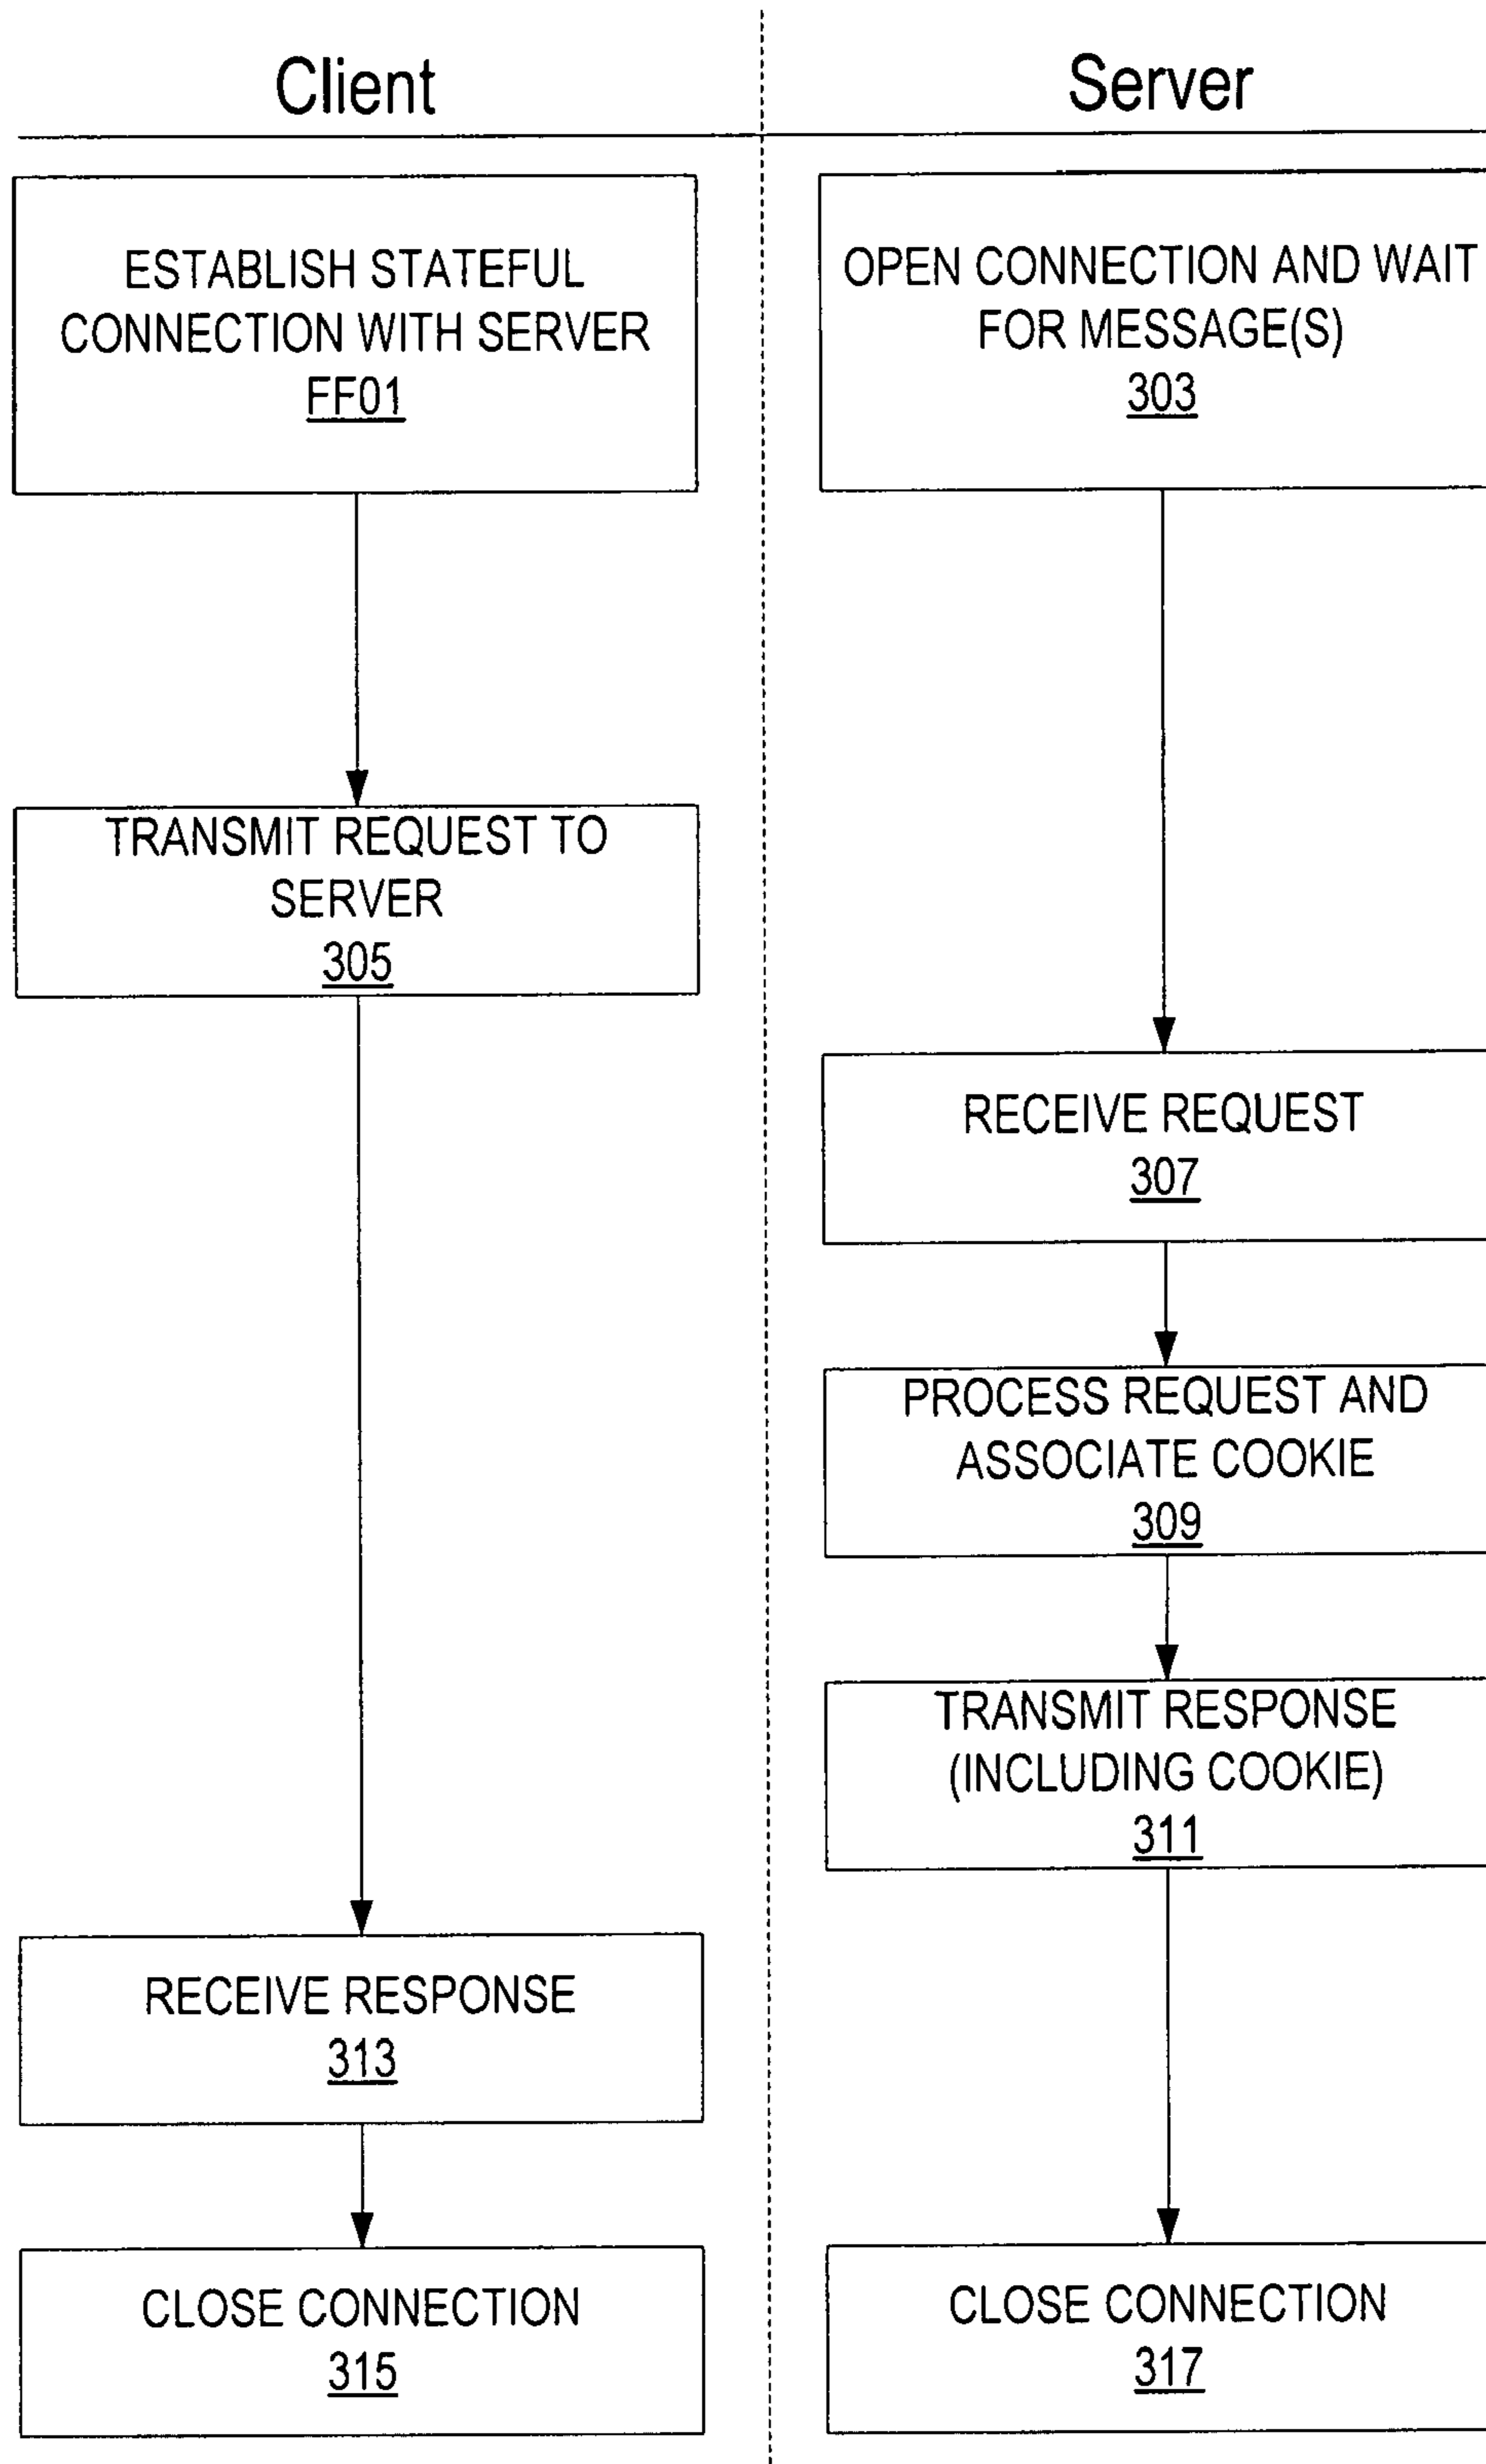 Client
Server
ESTABLISH STATEFUL
CONNECTION WITH SERVER
FF01
OPEN CONNECTION AND WAIT
FOR MESSAGE(S)
303
TRANSMIT REQUEST TO
SERVER
305
RECEIVE REQUEST
307
PROCESS REQUEST AND
ASSOCIATE COOKIE
309
TRANSMIT RESPONSE
(INCLUDING COOKIE)
311
RECEIVE RESPONSE
313
CLOSE CONNECTION
315
CLOSE CONNECTION
317